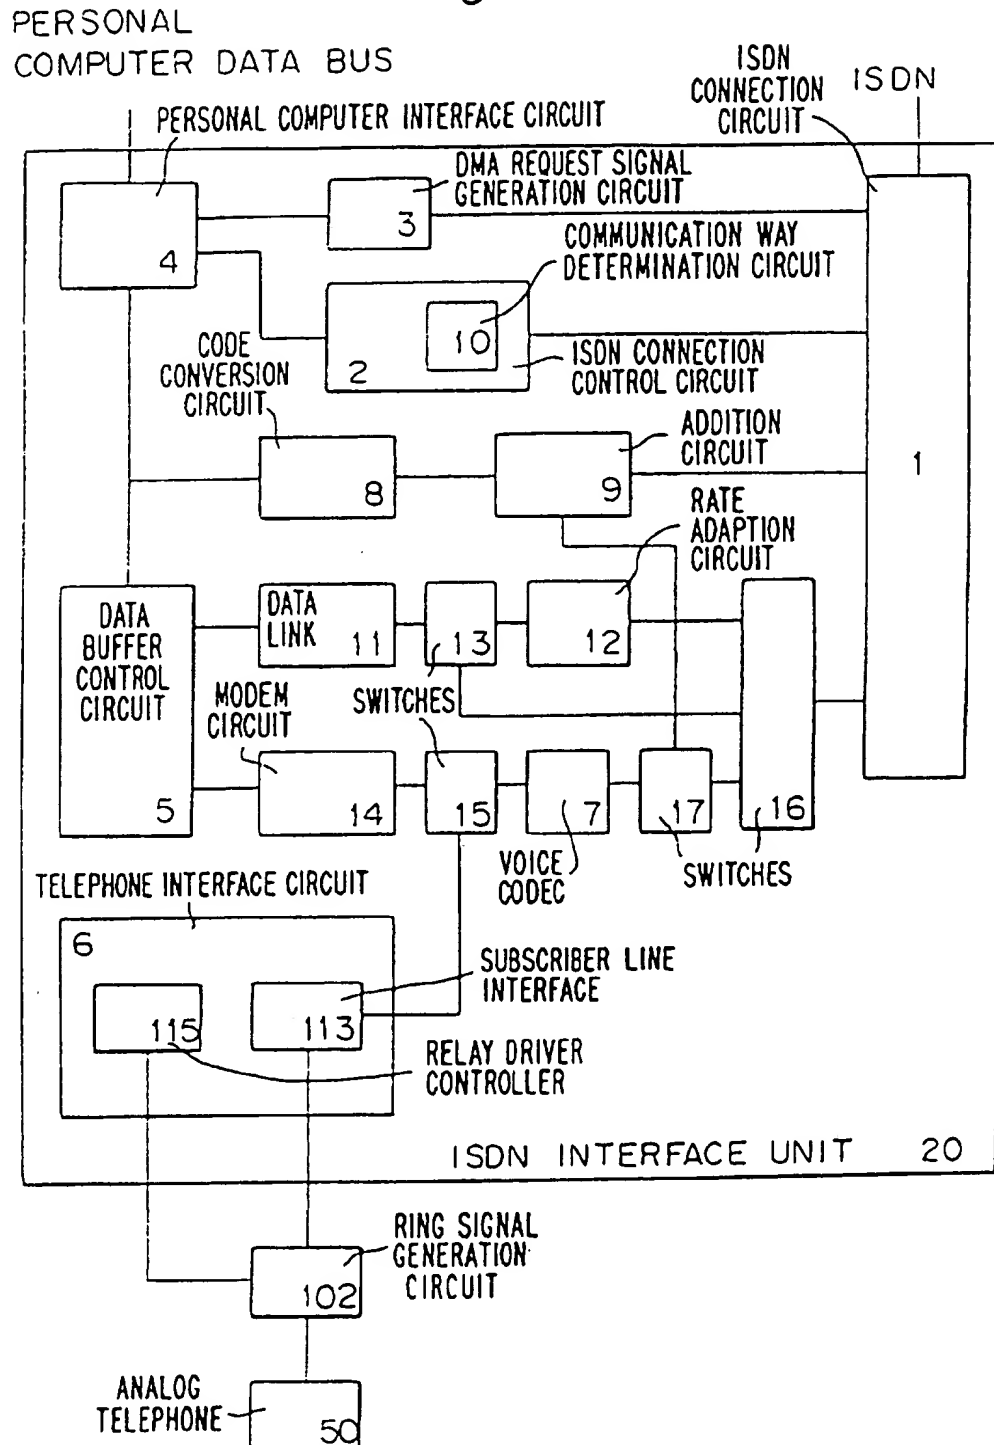 PERSONAL
COMPUTER DATA BUS
ISDN
CONNECTION
CIRCUIT
ISDN
PERSONAL COMPUTER INTERFACE CIRCUIT
DMA REQUEST SIGNAL
GENERATION CIRCUIT
3
4
COMMUNICATION WAY
DETERMINATION CIRCUIT
10
2
ISDN CONNECTION
CONTROL CIRCUIT
CODE
CONVERSION
CIRCUIT
8
9
ADDITION
CIRCUIT
1
RATE
ADAPTION
CIRCUIT
DATA
BUFFER
CONTROL
CIRCUIT
5
DATA
LINK
11
13
12
SWITCHES
MODEM
CIRCUIT
14
15
7
17
16
VOICE
CODEC
SWITCHES
TELEPHONE INTERFACE CIRCUIT
6
115
113
SUBSCRIBER LINE
INTERFACE
RELAY DRIVER
CONTROLLER
ISDN INTERFACE UNIT 20
RING SIGNAL
GENERATION
CIRCUIT
102
ANALOG
TELEPHONE
50